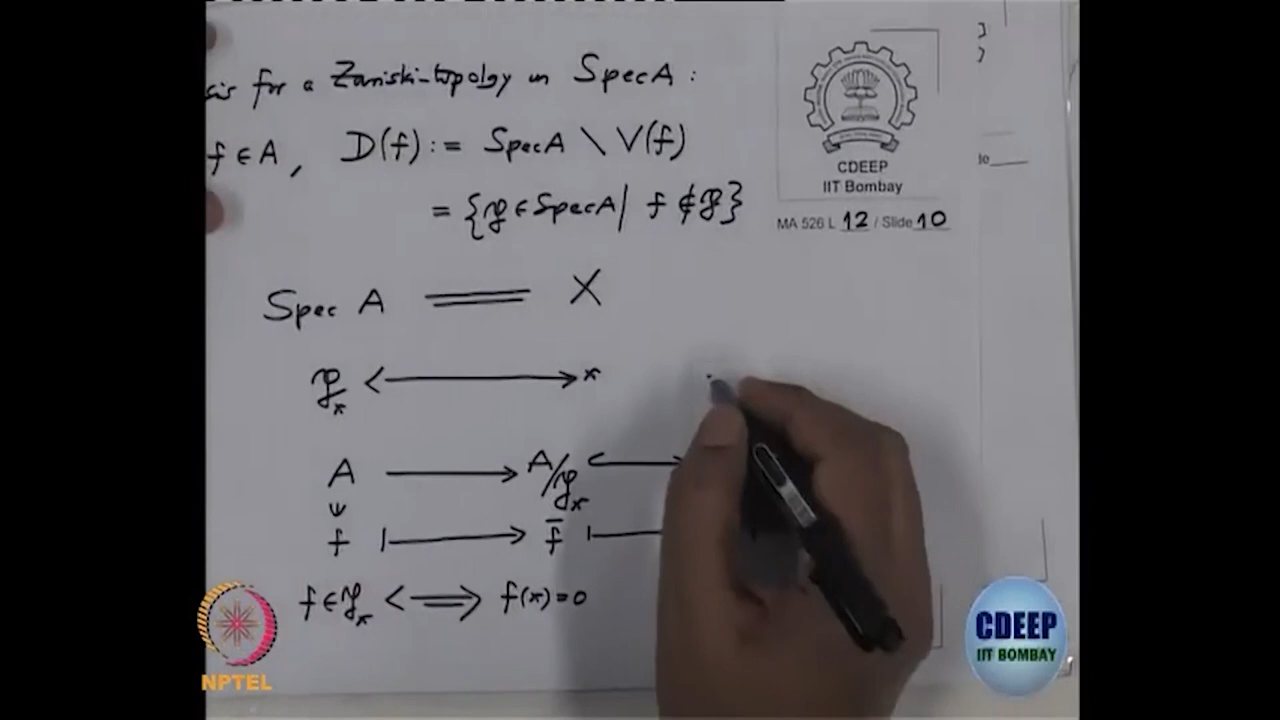 sis for a Zariski-topolgy on Spec A :
f ∈ A, D(f) := Spec A \ V(f)
= {𝔭 ∈ Spec A | f ∉ 𝔭}
CDEEP
IIT Bombay
MA 526 L 12 / Slide 10
Spec A = X
𝔭ₓ ⟷ x
A ⟶ A/𝔭ₓ ↪
f ⟼ f̄ ⟼
f ∈ 𝔭ₓ ⟺ f(x) = 0
NPTEL
CDEEP
IIT BOMBAY